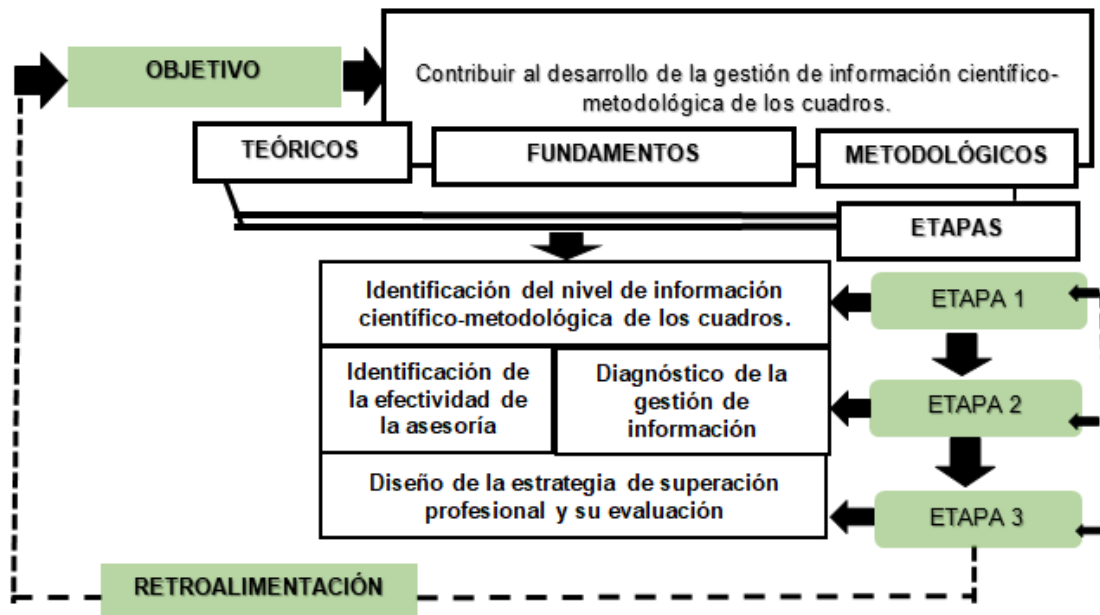 OBJETIVO
Contribuir al desarrollo de la gestión de información científico-
metodológica de los cuadros.
TEÓRICOS
FUNDAMENTOS
METODOLÓGICOS
ETAPAS
Identificación del nivel de información
científico-metodológica de los cuadros.
ETAPA 1
Identificación de
la efectividad de
la asesoría
Diagnóstico de la
gestión de
información
ETAPA 2
Diseño de la estrategia de superación
profesional y su evaluación
ETAPA 3
RETROALIMENTACIÓN